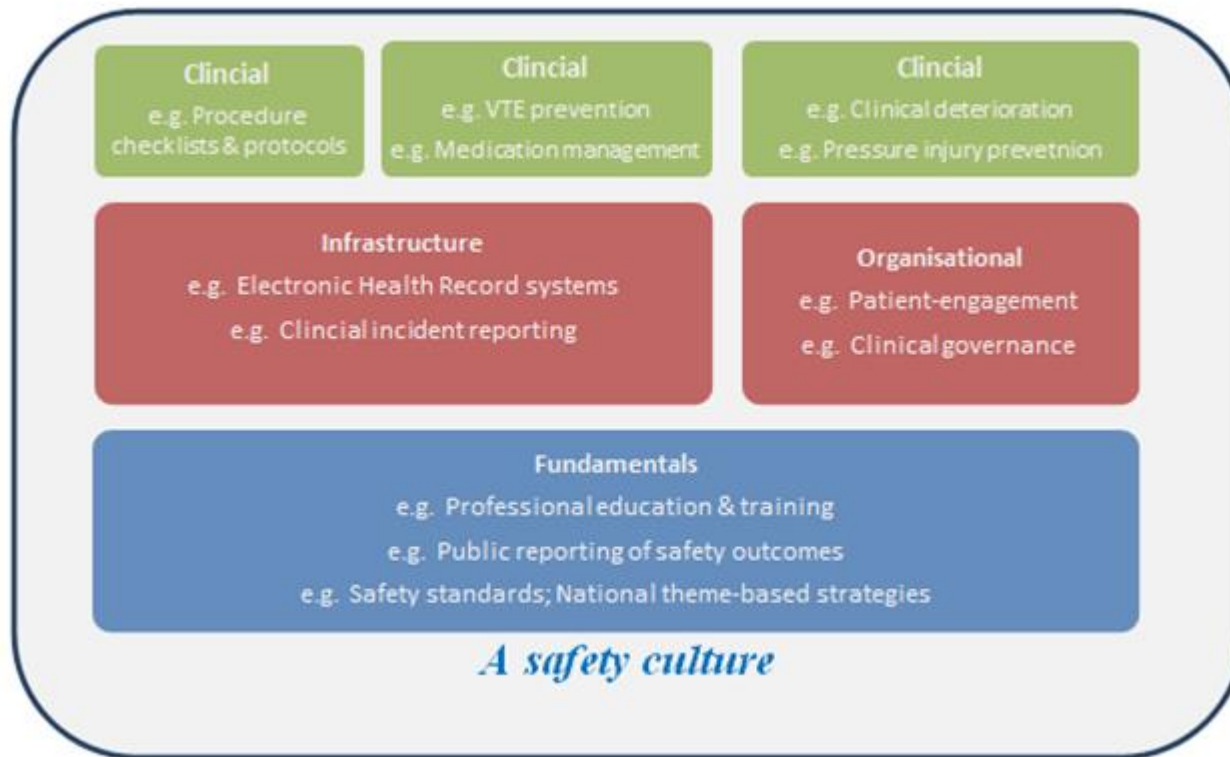 Clincial
e.g. Procedure
checklists & protocols
Clincial
e.g. VTE prevention
e.g. Medication management
Clincial
e.g. Clinical deterioration
e.g. Pressure injury prevetnion
Infrastructure
e.g. Electronic Health Record systems
e.g. Clincial incident reporting
Organisational
e.g. Patient-engagement
e.g. Clinical governance
Fundamentals
e.g. Professional education & training
e.g. Public reporting of safety outcomes
e.g. Safety standards; National theme-based strategies
A safety culture